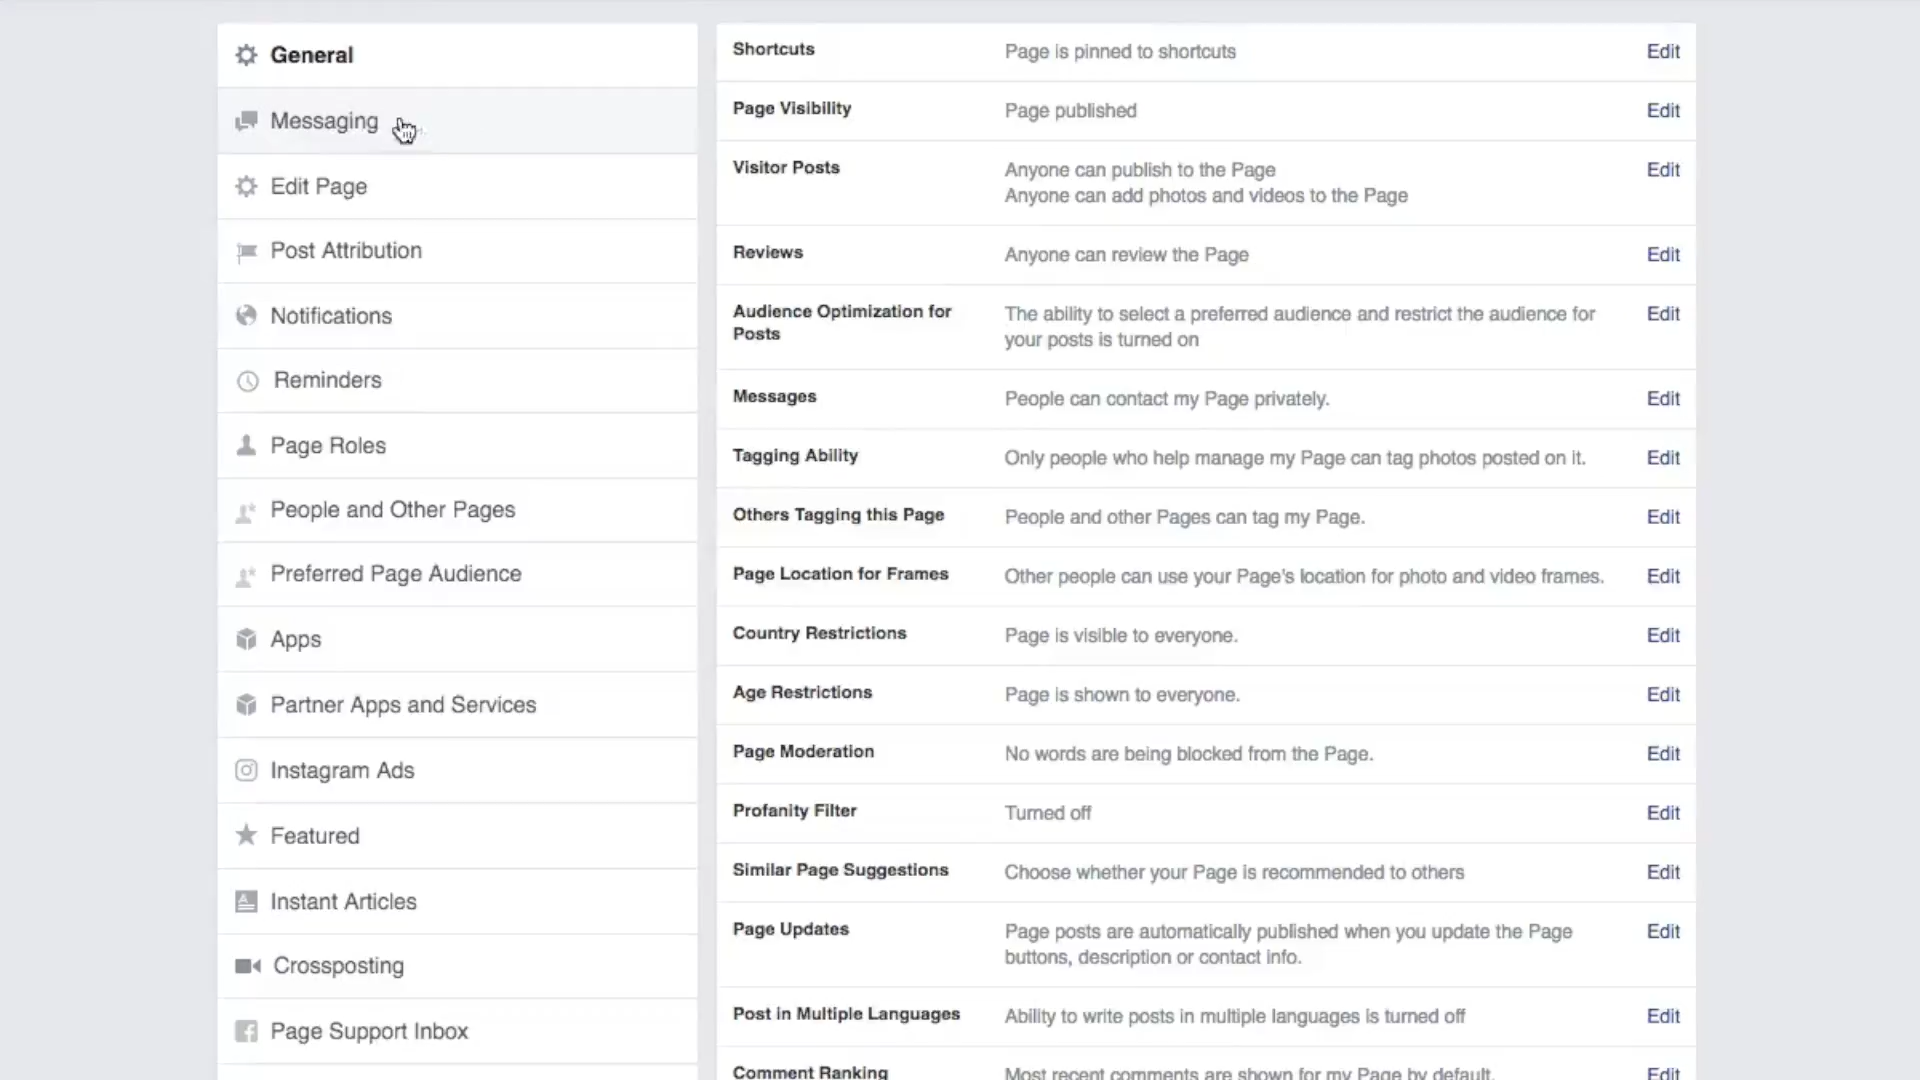 General
Messaging
Edit Page
Post Attribution
Notifications
Reminders
Page Roles
People and Other Pages
Preferred Page Audience
Apps
Partner Apps and Services
Instagram Ads
Featured
Instant Articles
Crossposting
Page Support Inbox
Shortcuts Page is pinned to shortcuts Edit
Page Visibility Page published Edit
Visitor Posts Anyone can publish to the Page Edit
Anyone can add photos and videos to the Page
Reviews Anyone can review the Page Edit
Audience Optimization for The ability to select a preferred audience and restrict the audience for Edit
Posts your posts is turned on
Messages People can contact my Page privately. Edit
Tagging Ability Only people who help manage my Page can tag photos posted on it. Edit
Others Tagging this Page People and other Pages can tag my Page. Edit
Page Location for Frames Other people can use your Page's location for photo and video frames. Edit
Country Restrictions Page is visible to everyone. Edit
Age Restrictions Page is shown to everyone. Edit
Page Moderation No words are being blocked from the Page. Edit
Profanity Filter Turned off Edit
Similar Page Suggestions Choose whether your Page is recommended to others Edit
Page Updates Page posts are automatically published when you update the Page Edit
buttons, description or contact info.
Post in Multiple Languages Ability to write posts in multiple languages is turned off Edit
Comment Ranking Most recent comments are shown for my Page by default. Edit